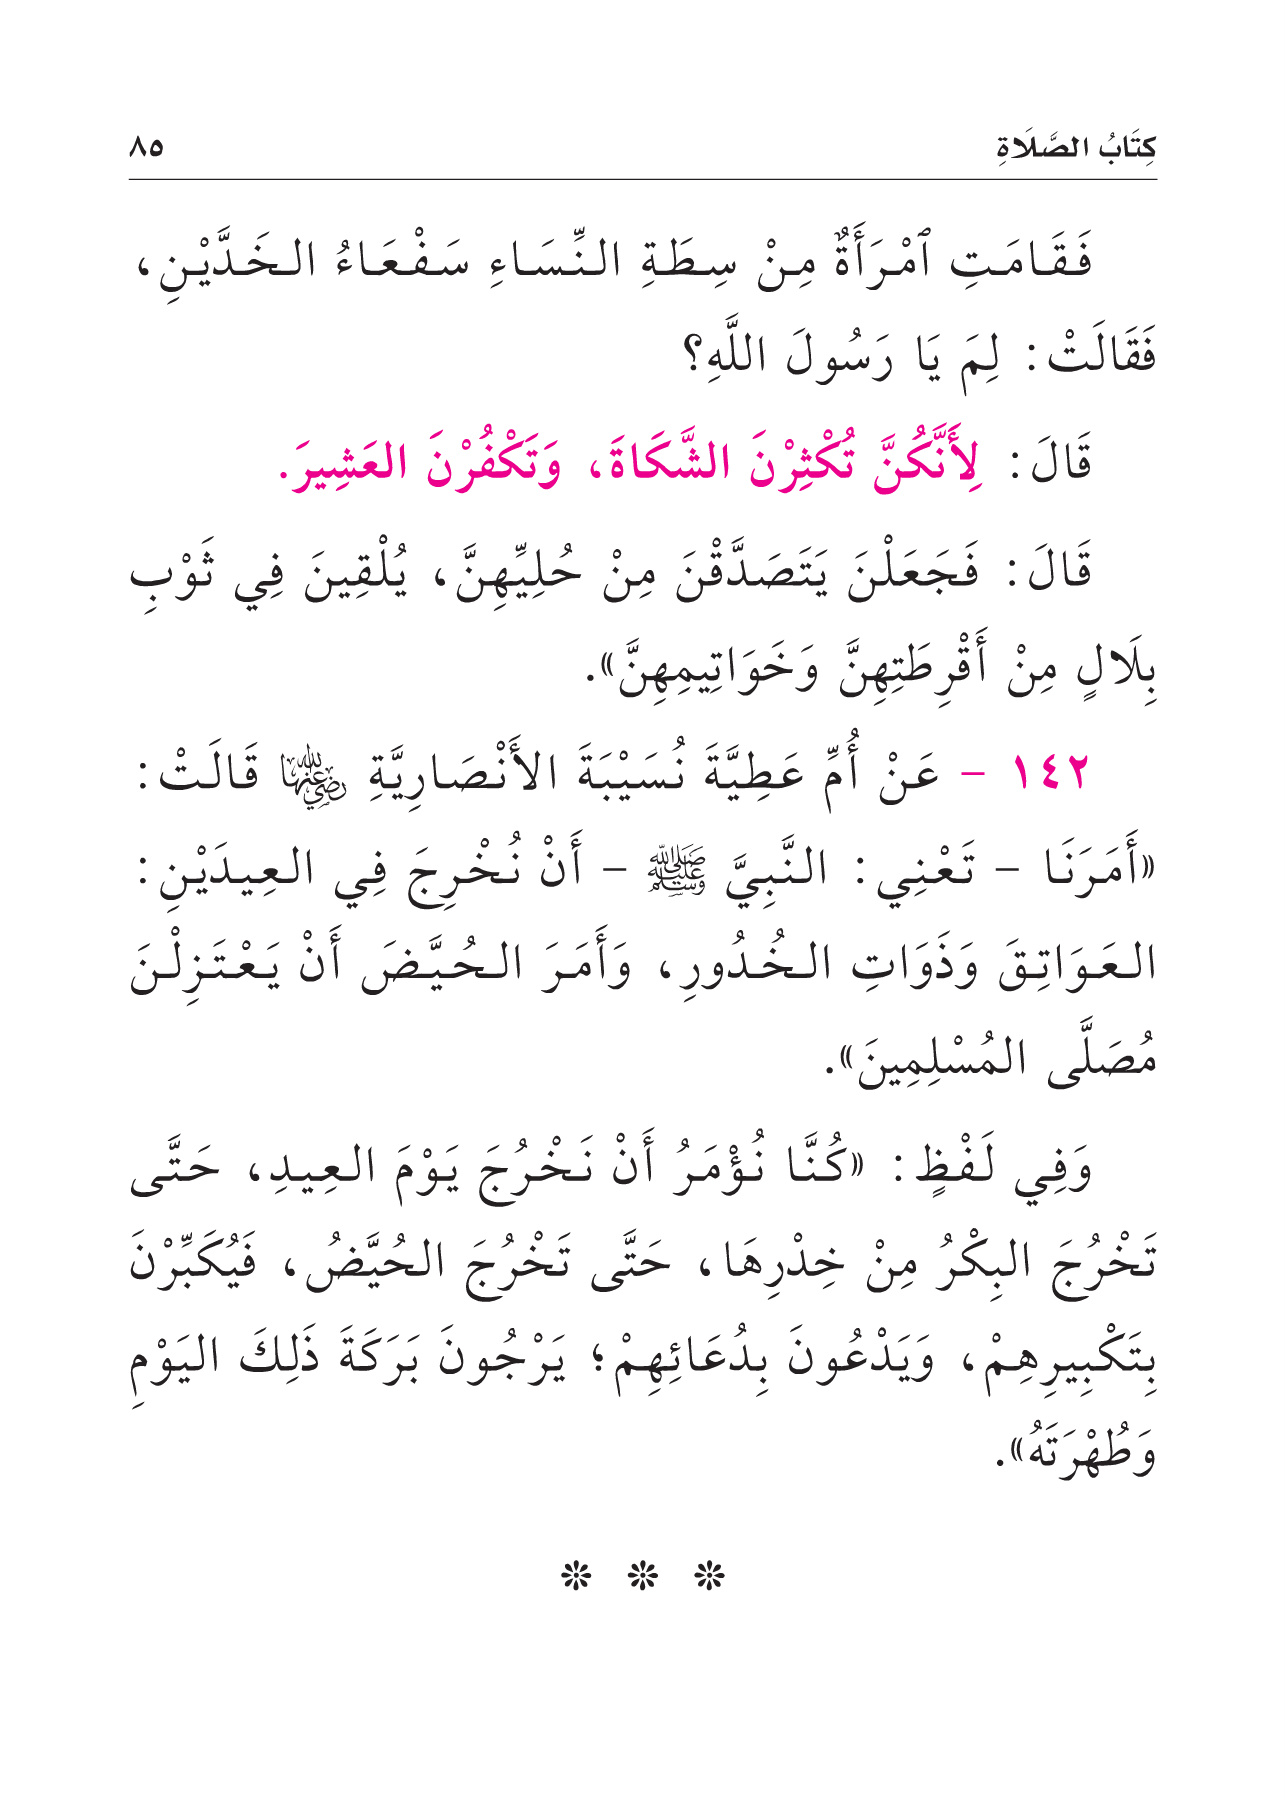 كِتَابُ الصَّلَاةِ ٨٥
فَقَامَتِ ٱمْرَأَةٌ مِنْ سِطَةِ النِّسَاءِ سَفْعَاءُ الخَدَّيْنِ،
فَقَالَتْ: لِمَ يَا رَسُولَ اللَّهِ؟
قَالَ: لِأَنَّكُنَّ تُكْثِرْنَ الشَّكَاةَ، وَتَكْفُرْنَ العَشِيرَ.
قَالَ: فَجَعَلْنَ يَتَصَدَّقْنَ مِنْ حُلِيِّهِنَّ، يُلْقِينَ فِي ثَوْبِ
بِلَالٍ مِنْ أَقْرِطَتِهِنَّ وَخَوَاتِيمِهِنَّ».
١٤٢ - عَنْ أُمِّ عَطِيَّةَ نُسَيْبَةَ الأَنْصَارِيَّةِ رضي الله عنها قَالَتْ:
«أَمَرَنَا - تَعْنِي: النَّبِيَّ ﷺ - أَنْ نُخْرِجَ فِي العِيدَيْنِ:
العَوَاتِقَ وَذَوَاتِ الخُدُورِ، وَأَمَرَ الحُيَّضَ أَنْ يَعْتَزِلْنَ
مُصَلَّى المُسْلِمِينَ».
وَفِي لَفْظٍ: «كُنَّا نُؤْمَرُ أَنْ نَخْرُجَ يَوْمَ العِيدِ، حَتَّى
تَخْرُجَ البِكْرُ مِنْ خِدْرِهَا، حَتَّى تَخْرُجَ الحُيَّضُ، فَيُكَبِّرْنَ
بِتَكْبِيرِهِمْ، وَيَدْعُونَ بِدُعَائِهِمْ؛ يَرْجُونَ بَرَكَةَ ذَلِكَ اليَوْمِ
وَطُهْرَتَهُ».